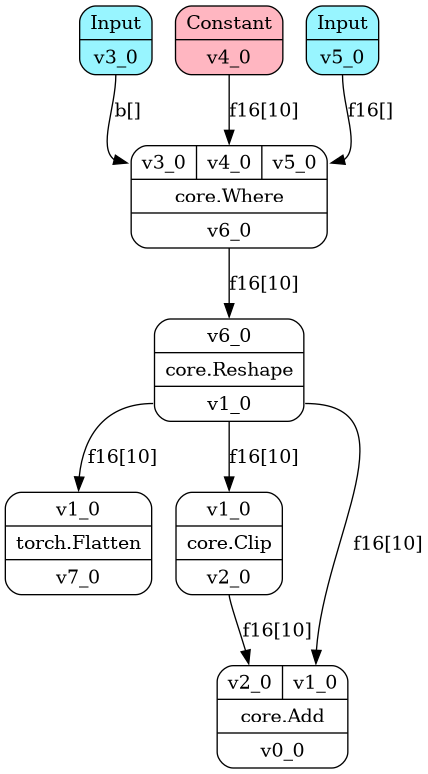 Input
v3_0
Constant
v4_0
Input
v5_0
b[]
f16[10]
f16[]
v3_0 v4_0 v5_0
core.Where
v6_0
f16[10]
v6_0
core.Reshape
v1_0
f16[10]
f16[10]
f16[10]
v1_0
torch.Flatten
v7_0
v1_0
core.Clip
v2_0
f16[10]
v2_0 v1_0
core.Add
v0_0